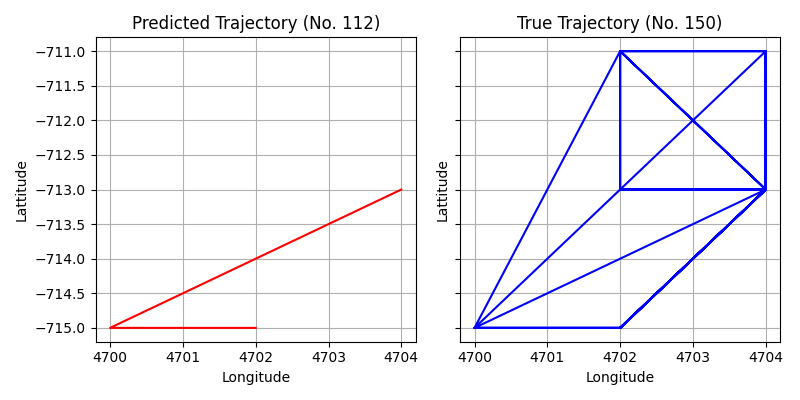 Predicted Trajectory (No. 112)
True Trajectory (No. 150)
Lattitude
−711.0
−711.5
−712.0
−712.5
−713.0
−713.5
−714.0
−714.5
−715.0
4700 4701 4702 4703 4704
Longitude
Lattitude
4700 4701 4702 4703 4704
Longitude